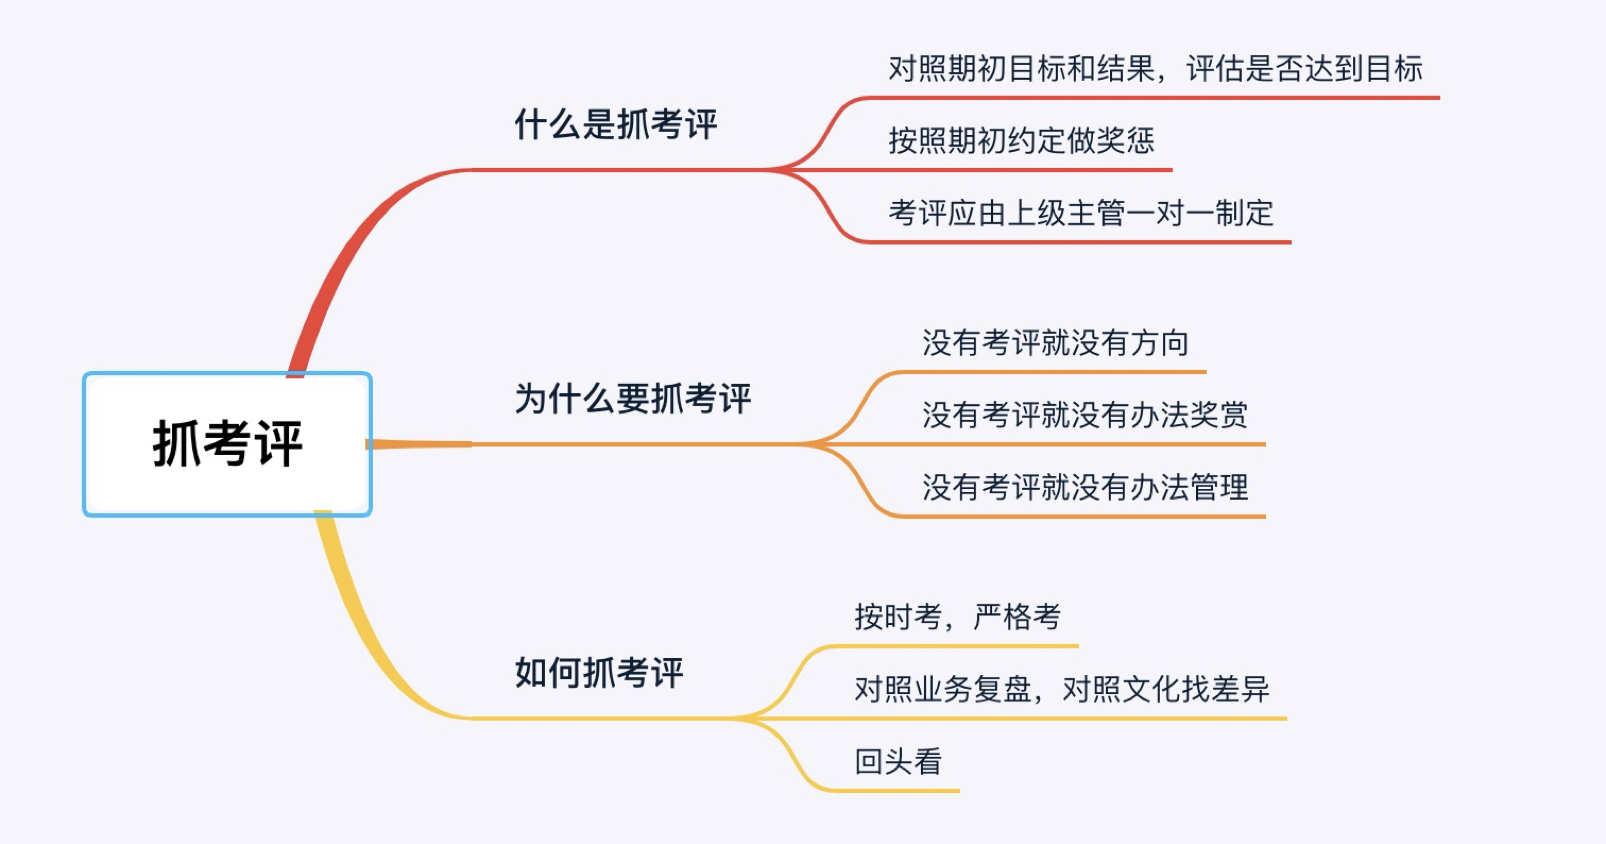 抓考评
什么是抓考评
对照期初目标和结果，评估是否达到目标
按照期初约定做奖惩
考评应由上级主管一对一制定
为什么要抓考评
没有考评就没有方向
没有考评就没有办法奖赏
没有考评就没有办法管理
如何抓考评
按时考，严格考
对照业务复盘，对照文化找差异
回头看